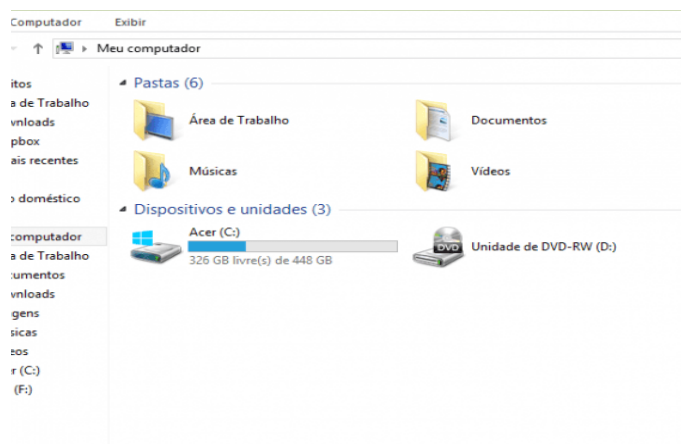 Computador Exibir
Meu computador
Pastas (6)
itos
a de Trabalho
vnloads
pbox
ais recentes
o doméstico
computador
a de Trabalho
cumentos
vnloads
gens
sicas
eos
r (C:)
(F:)
Área de Trabalho
Documentos
Músicas
Vídeos
Dispositivos e unidades (3)
Acer (C:)
326 GB livre(s) de 448 GB
DVD
Unidade de DVD-RW (D:)